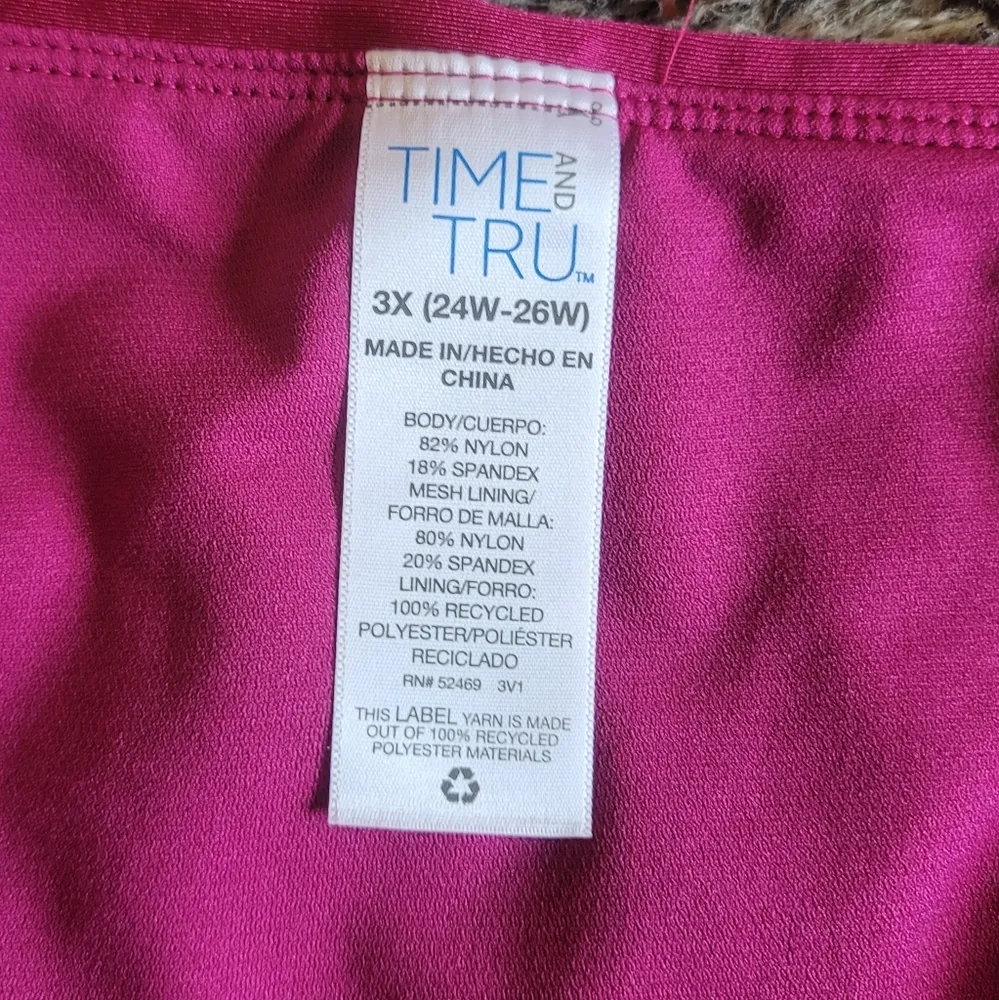 TIME AND
TRU™
3X (24W-26W)
MADE IN/HECHO EN
CHINA
BODY/CUERPO:
82% NYLON
18% SPANDEX
MESH LINING/
FORRO DE MALLA:
80% NYLON
20% SPANDEX
LINING/FORRO:
100% RECYCLED
POLYESTER/POLIÉSTER
RECICLADO
RN# 52469 3V1
THIS LABEL YARN IS MADE
OUT OF 100% RECYCLED
POLYESTER MATERIALS